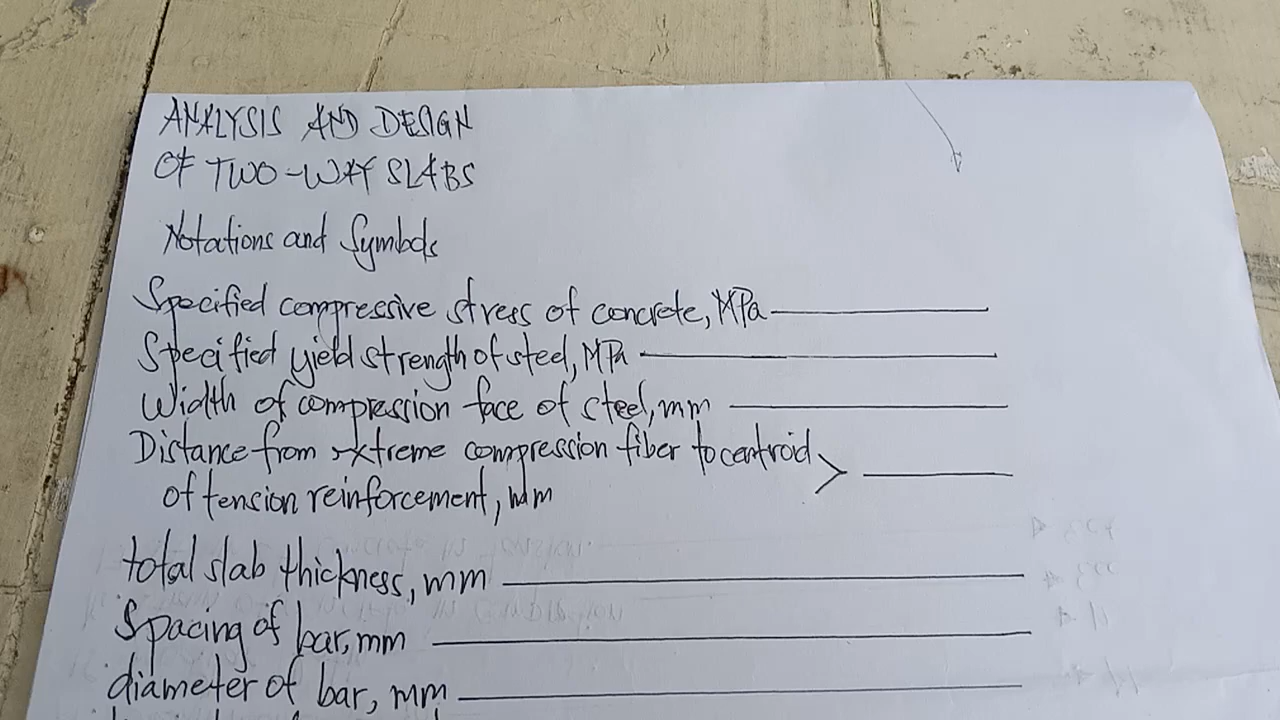 ANALYSIS AND DESIGN
OF TWO-WAY SLABS
Notations and Symbols
Specified compressive stress of concrete, MPa
Specified yield strength of steel, MPa
Width of compression face of steel, mm
Distance from extreme compression fiber to centroid
of tension reinforcement, mm
total slab thickness, mm
Spacing of bar, mm
diameter of bar, mm